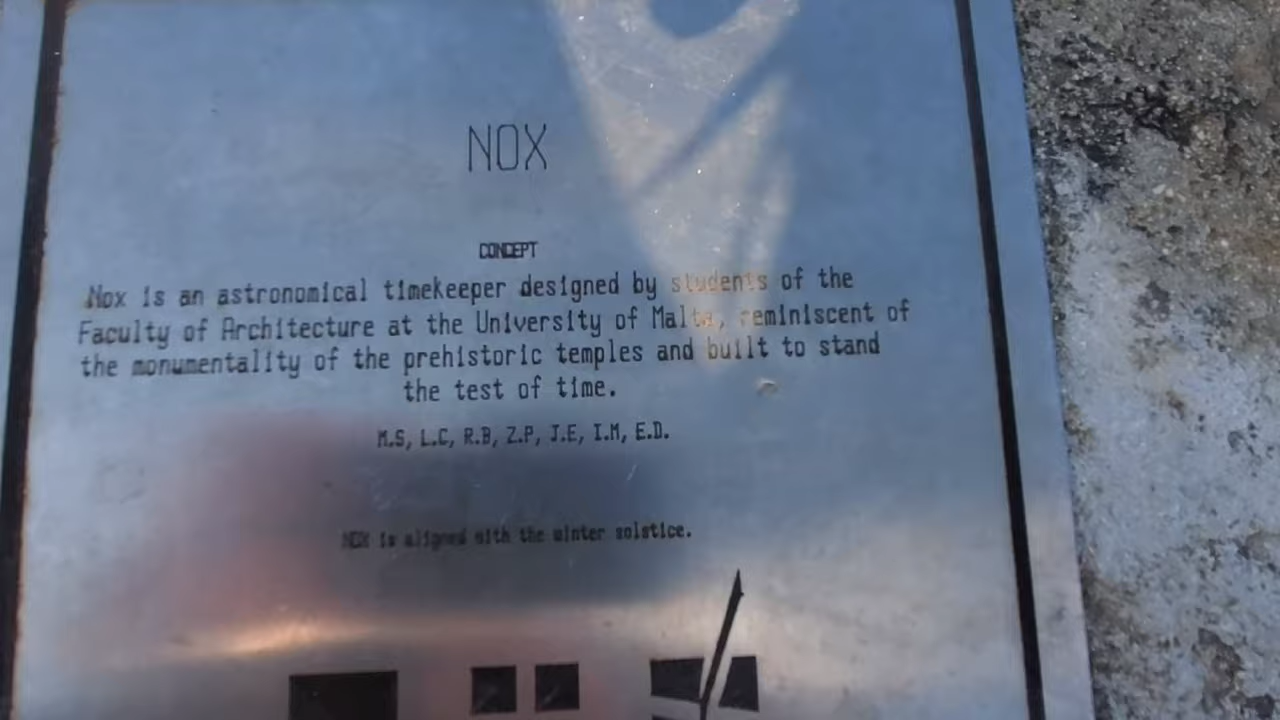 NOX
CONCEPT
Nox is an astronomical timekeeper designed by students of the
Faculty of Architecture at the University of Malta, reminiscent of
the monumentality of the prehistoric temples and built to stand
the test of time.
M.S, L.C, R.B, Z.P, J.E, I.M, E.D.
NOX is aligned with the winter solstice.